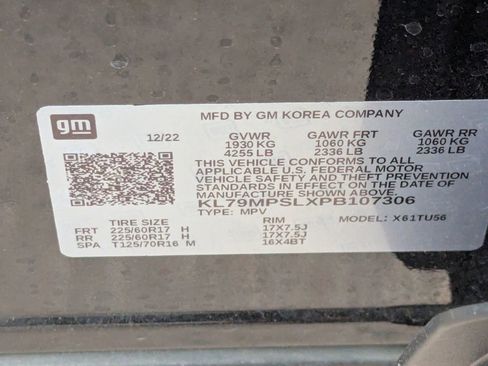 gm
MFD BY GM KOREA COMPANY
12/22 GVWR GAWR FRT GAWR RR
1930 KG 1060 KG 1060 KG
4255 LB 2336 LB 2336 LB
THIS VEHICLE CONFORMS TO ALL
APPLICABLE U.S. FEDERAL MOTOR
VEHICLE SAFETY AND THEFT PREVENTION
STANDARDS IN EFFECT ON THE DATE OF
MANUFACTURE SHOWN ABOVE.
KL79MPSLXPB107306
TYPE: MPV MODEL: X61TU56
TIRE SIZE RIM
FRT 225/60R17 H 17X7.5J
RR 225/60R17 H 17X7.5J
SPA T125/70R16 M 16X4BT